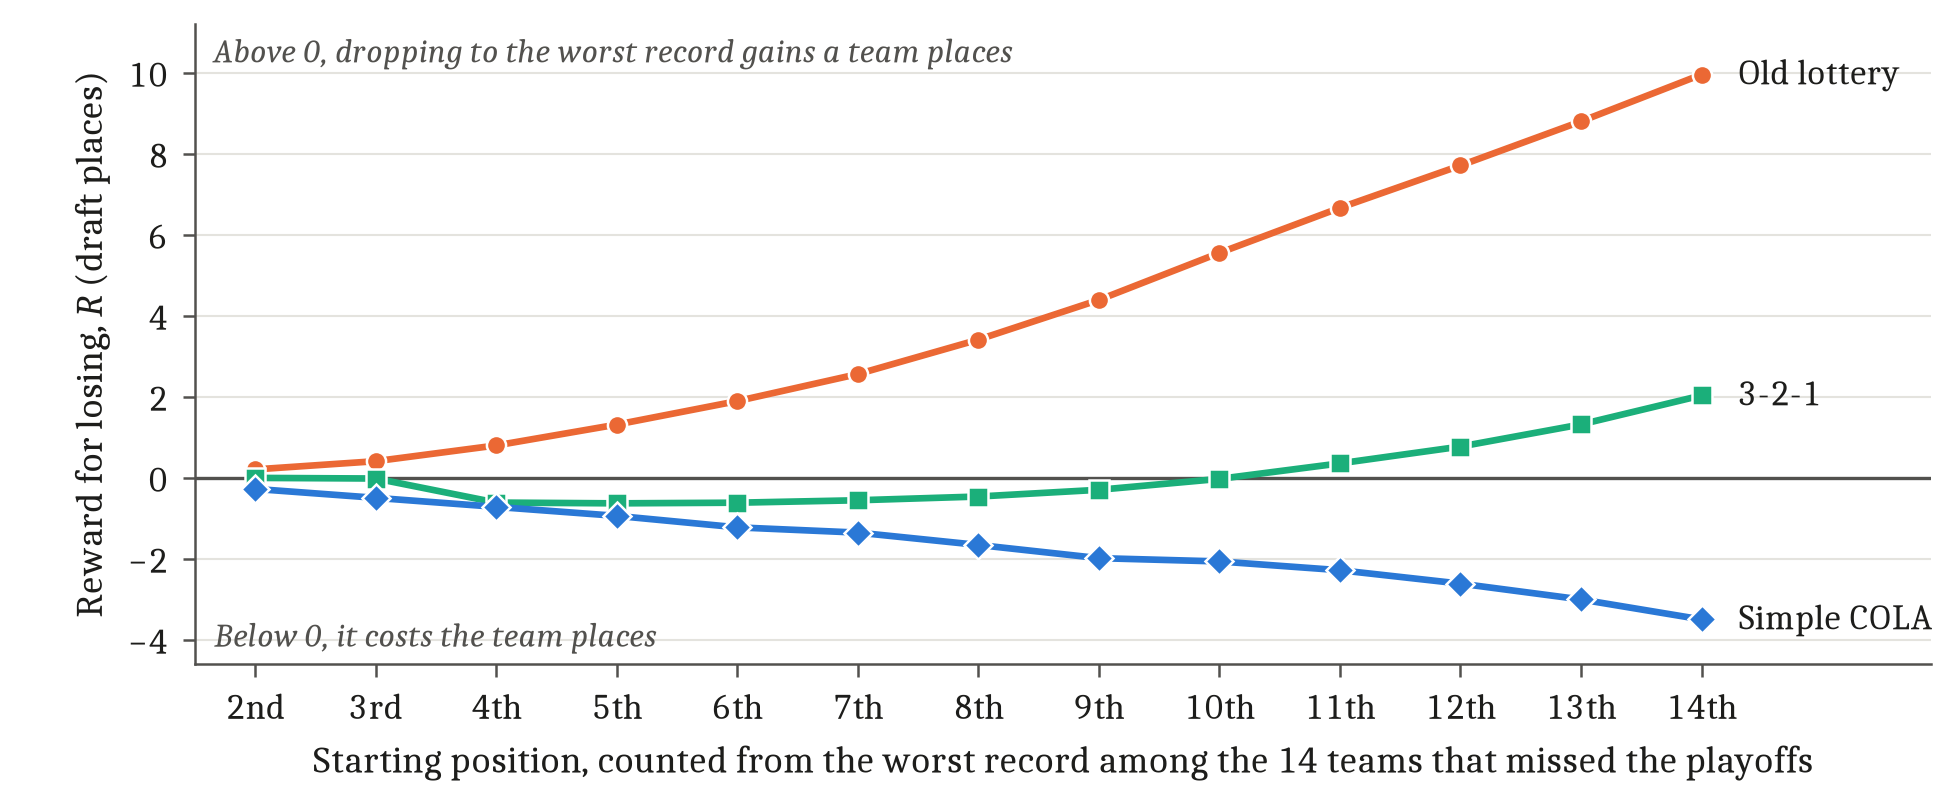 Above 0, dropping to the worst record gains a team places
Reward for losing, R (draft places)
10
8
6
4
2
0
−2
−4
Old lottery
3-2-1
Simple COLA
Below 0, it costs the team places
2nd 3rd 4th 5th 6th 7th 8th 9th 10th 11th 12th 13th 14th
Starting position, counted from the worst record among the 14 teams that missed the playoffs